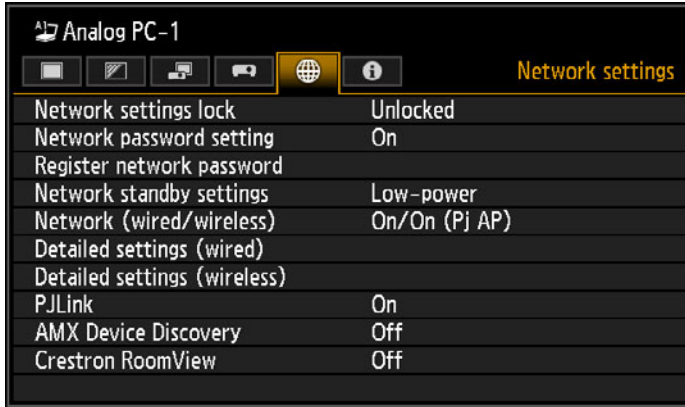 Analog PC-1
Network settings
Network settings lock Unlocked
Network password setting On
Register network password
Network standby settings Low-power
Network (wired/wireless) On/On (Pj AP)
Detailed settings (wired)
Detailed settings (wireless)
PJLink On
AMX Device Discovery Off
Crestron RoomView Off